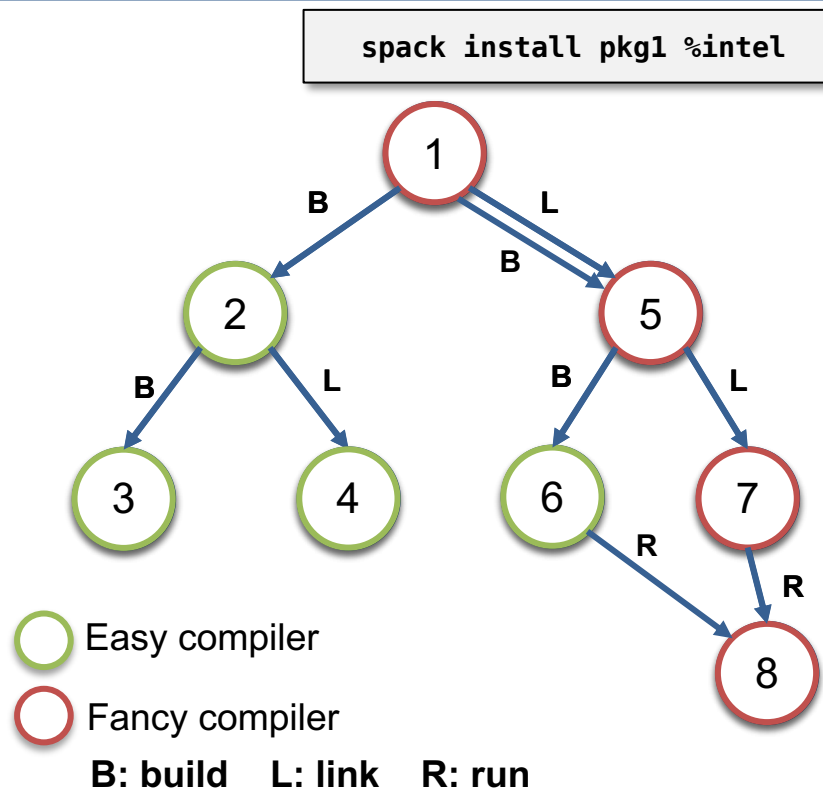 spack install pkg1 %intel
1
B
L
B
2
5
B
L
B
L
3
4
6
7
R
R
8
Easy compiler
Fancy compiler
B: build L: link R: run